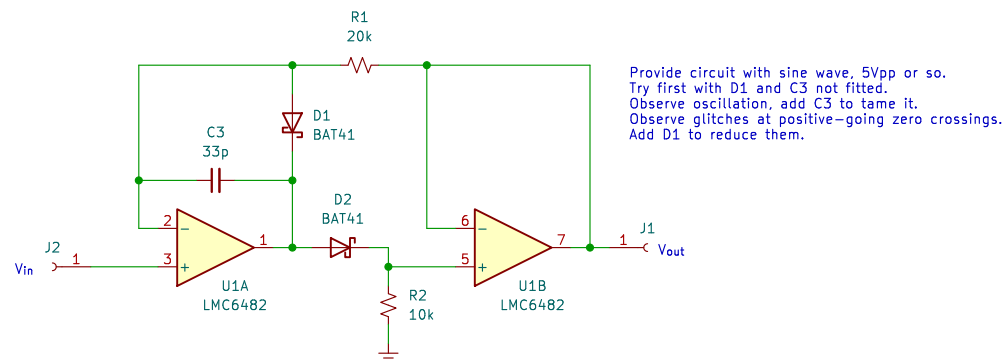 R1
20k
Provide circuit with sine wave, 5Vpp or so.
Try first with D1 and C3 not fitted.
Observe oscillation, add C3 to tame it.
Observe glitches at positive-going zero crossings.
Add D1 to reduce them.
D1
BAT41
C3
33p
D2
BAT41
2
6
J2
J1
1
7
1
Vin
1
3
5
Vout
U1A
LMC6482
R2
10k
U1B
LMC6482